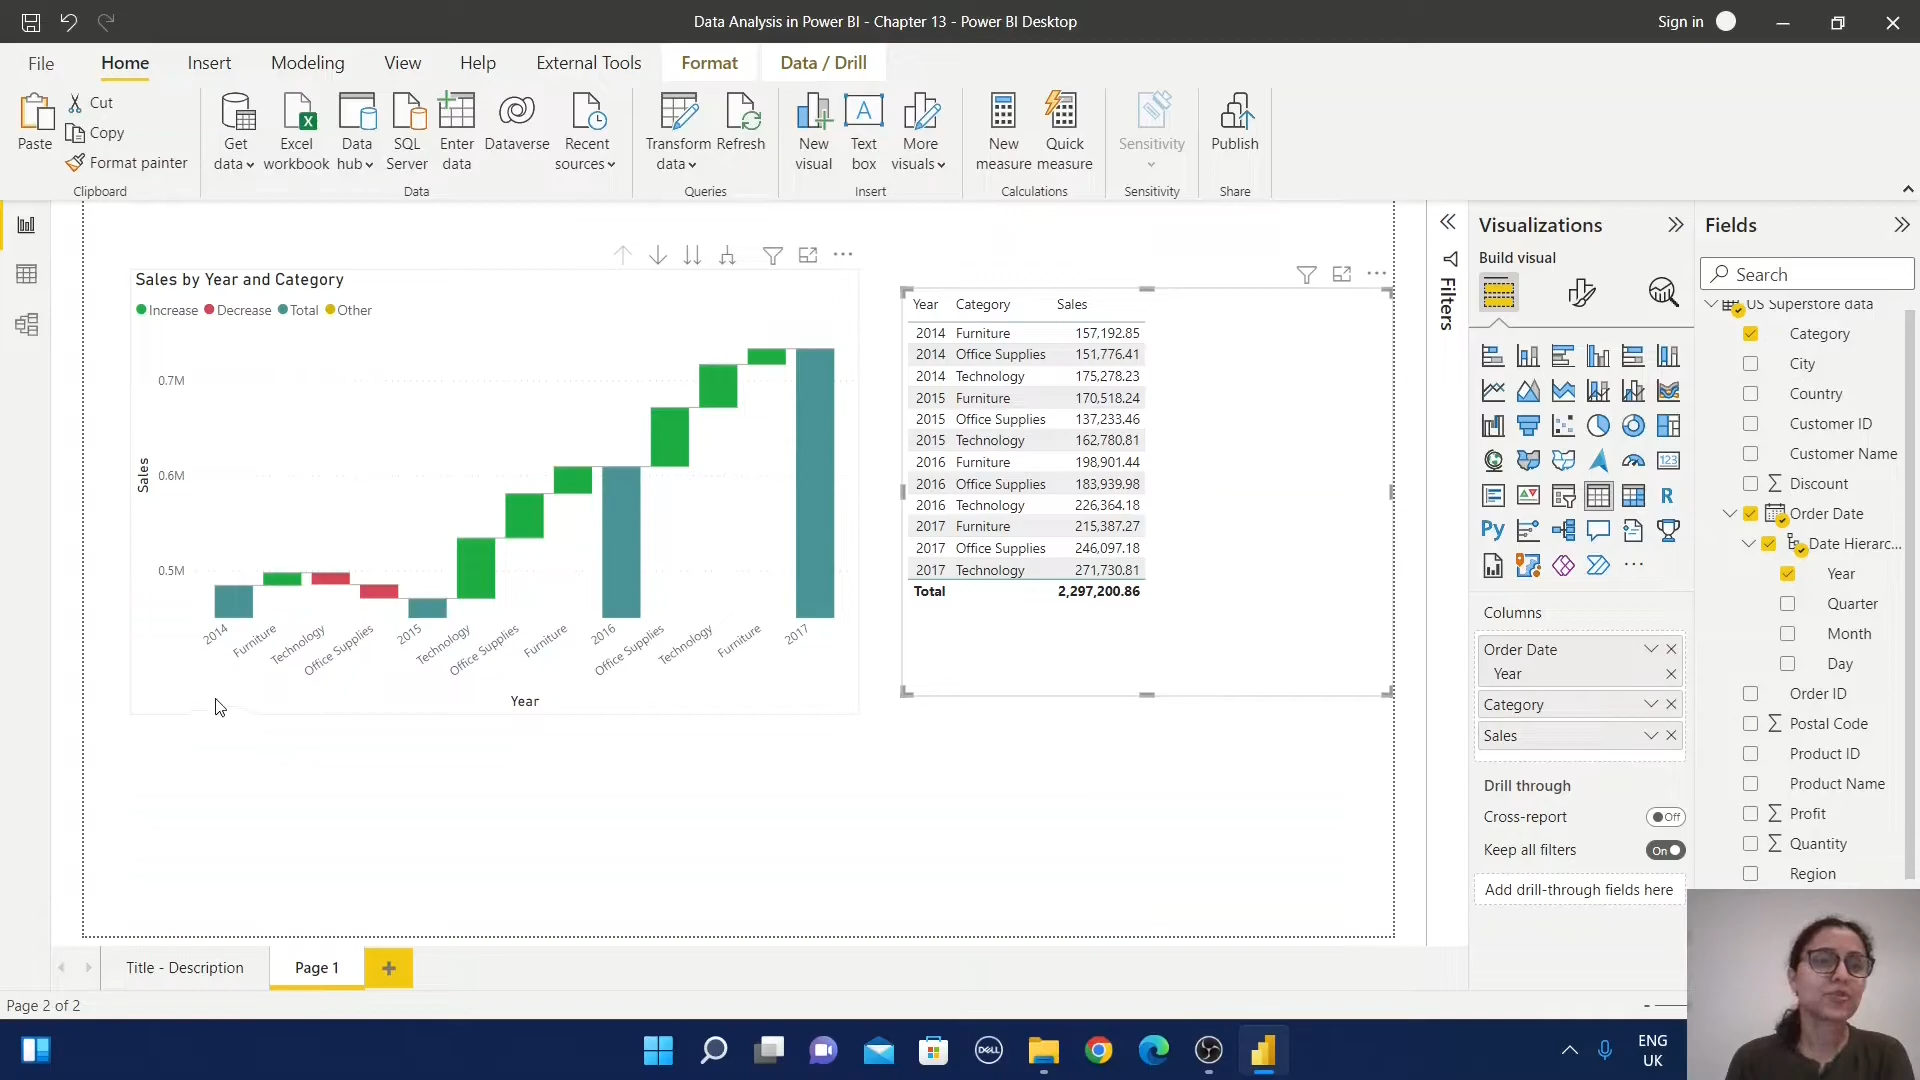 Data Analysis in Power BI - Chapter 13 - Power BI Desktop
Sign in
File
Home
Insert
Modeling
View
Help
External Tools
Format
Data / Drill
Paste
Cut
Copy
Format painter
Clipboard
Get data
Excel workbook
Data hub
SQL Server
Enter data
Dataverse
Recent sources
Data
Transform data
Refresh
Queries
New visual
Text box
More visuals
Insert
New measure
Quick measure
Calculations
Sensitivity
Sensitivity
Publish
Share
Sales by Year and Category
Increase Decrease Total Other
Sales
0.7M
0.6M
0.5M
2014
Furniture
Technology
Office Supplies
2015
Technology
Office Supplies
Furniture
2016
Office Supplies
Technology
Furniture
2017
Year
Year Category Sales
2014 Furniture 157,192.85
2014 Office Supplies 151,776.41
2014 Technology 175,278.23
2015 Furniture 170,518.24
2015 Office Supplies 137,233.46
2015 Technology 162,780.81
2016 Furniture 198,901.44
2016 Office Supplies 183,939.98
2016 Technology 226,364.18
2017 Furniture 215,387.27
2017 Office Supplies 246,097.18
2017 Technology 271,730.81
Total 2,297,200.86
Filters
Visualizations
Build visual
123
R
Py
Columns
Order Date
Year
Category
Sales
Drill through
Cross-report Off
Keep all filters On
Add drill-through fields here
Fields
Search
US Superstore data
Category
City
Country
Customer ID
Customer Name
Discount
Order Date
Date Hierarc...
Year
Quarter
Month
Day
Order ID
Postal Code
Product ID
Product Name
Profit
Quantity
Region
Title - Description
Page 1
Page 2 of 2
DELL
ENG
UK